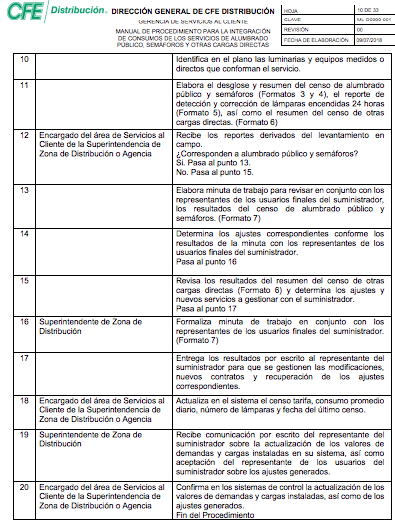 CFE Distribución®
DIRECCIÓN GENERAL DE CFE DISTRIBUCIÓN
GERENCIA DE SERVICIOS AL CLIENTE
MANUAL DE PROCEDIMIENTO PARA LA INTEGRACIÓN
DE CONSUMOS DE LOS SERVICIOS DE ALUMBRADO
PÚBLICO, SEMÁFOROS Y OTRAS CARGAS DIRECTAS
HOJA 10 DE 33
CLAVE
REVISIÓN 00
FECHA DE ELABORACIÓN 09/07/2018
10 Identifica en el plano las luminarias y equipos medidos o
directos que conforman el servicio.
11 Elabora el desglose y resumen del censo de alumbrado
público y semáforos (Formatos 3 y 4), el reporte de
detección y corrección de lámparas encendidas 24 horas
(Formato 5), así como el resumen del censo de otras
cargas directas. (Formato 6)
12 Encargado del área de Servicios al Recibe los reportes derivados del levantamiento en
Cliente de la Superintendencia de campo.
Zona de Distribución o Agencia ¿Corresponden a alumbrado público y semáforos?
Si. Pasa al punto 13.
No. Pasa al punto 15.
13 Elabora minuta de trabajo para revisar en conjunto con los
representantes de los usuarios finales del suministrador,
los resultados del censo de alumbrado público y
semáforos. (Formato 7)
14 Determina los ajustes correspondientes conforme los
resultados de la minuta con los representantes de los
usuarios finales del suministrador.
Pasa al punto 16
15 Revisa los resultados del resumen del censo de otras
cargas directas (Formato 6) y determina los ajustes y
nuevos servicios a gestionar con el suministrador.
Pasa al punto 17
16 Superintendente de Zona de Formaliza minuta de trabajo en conjunto con los
Distribución representantes de los usuarios finales del suministrador.
(Formato 7)
17 Entrega los resultados por escrito al representante del
suministrador para que se gestionen las modificaciones,
nuevos contratos y recuperación de los ajustes
correspondientes.
18 Encargado del área de Servicios al Actualiza en el sistema el censo tarifa, consumo promedio
Cliente de la Superintendencia de diario, número de lámparas y fecha del último censo.
Zona de Distribución o Agencia
19 Superintendente de Zona de Recibe comunicación por escrito del representante del
Distribución suministrador sobre la actualización de los valores de
demandas y cargas instaladas en su sistema, así como
aceptación del representante de los usuarios del
suministrador sobre los ajustes generados.
20 Encargado del área de Servicios al Confirma en los sistemas de control la actualización de los
Cliente de la Superintendencia de valores de demandas y cargas instaladas, así como de los
Zona de Distribución o Agencia ajustes generados.
Fin del Procedimiento